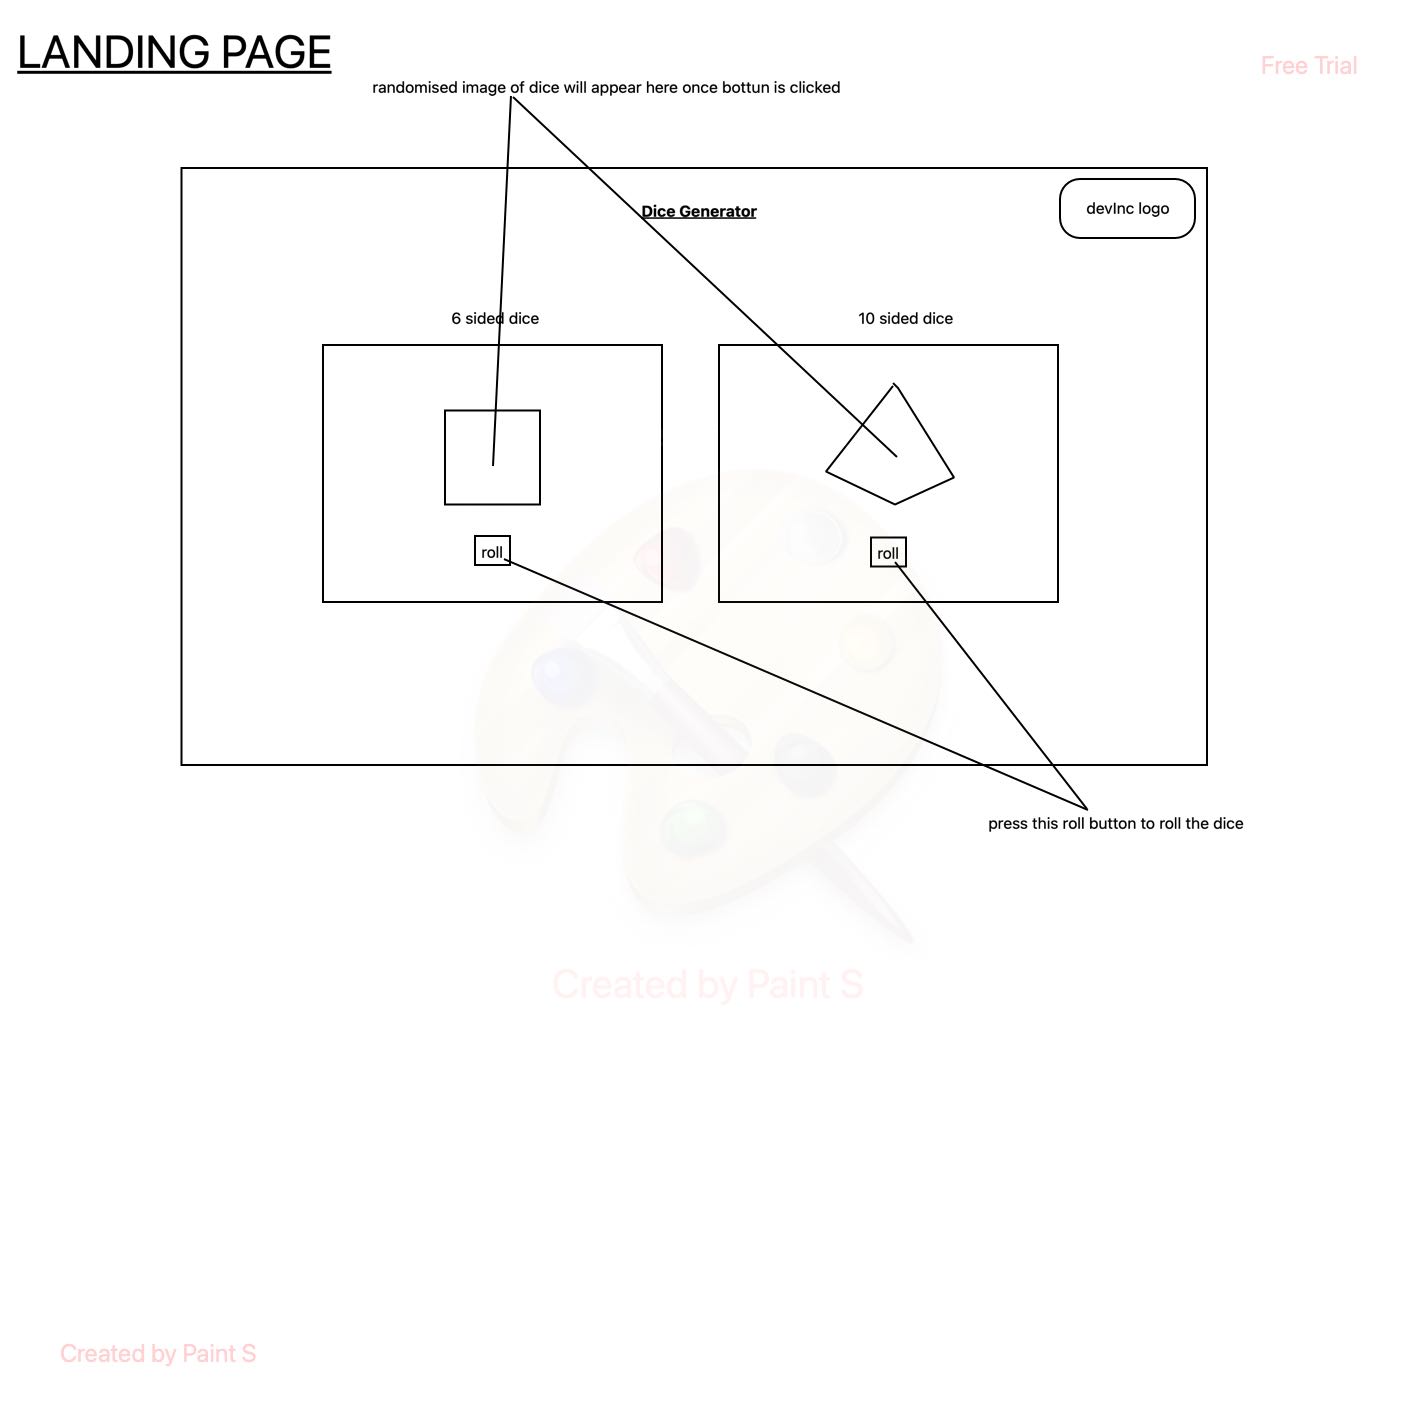 LANDING PAGE
Free Trial
randomised image of dice will appear here once bottun is clicked
Dice Generator
devInc logo
6 sided dice
10 sided dice
roll
roll
press this roll button to roll the dice
Created by Paint S
Created by Paint S